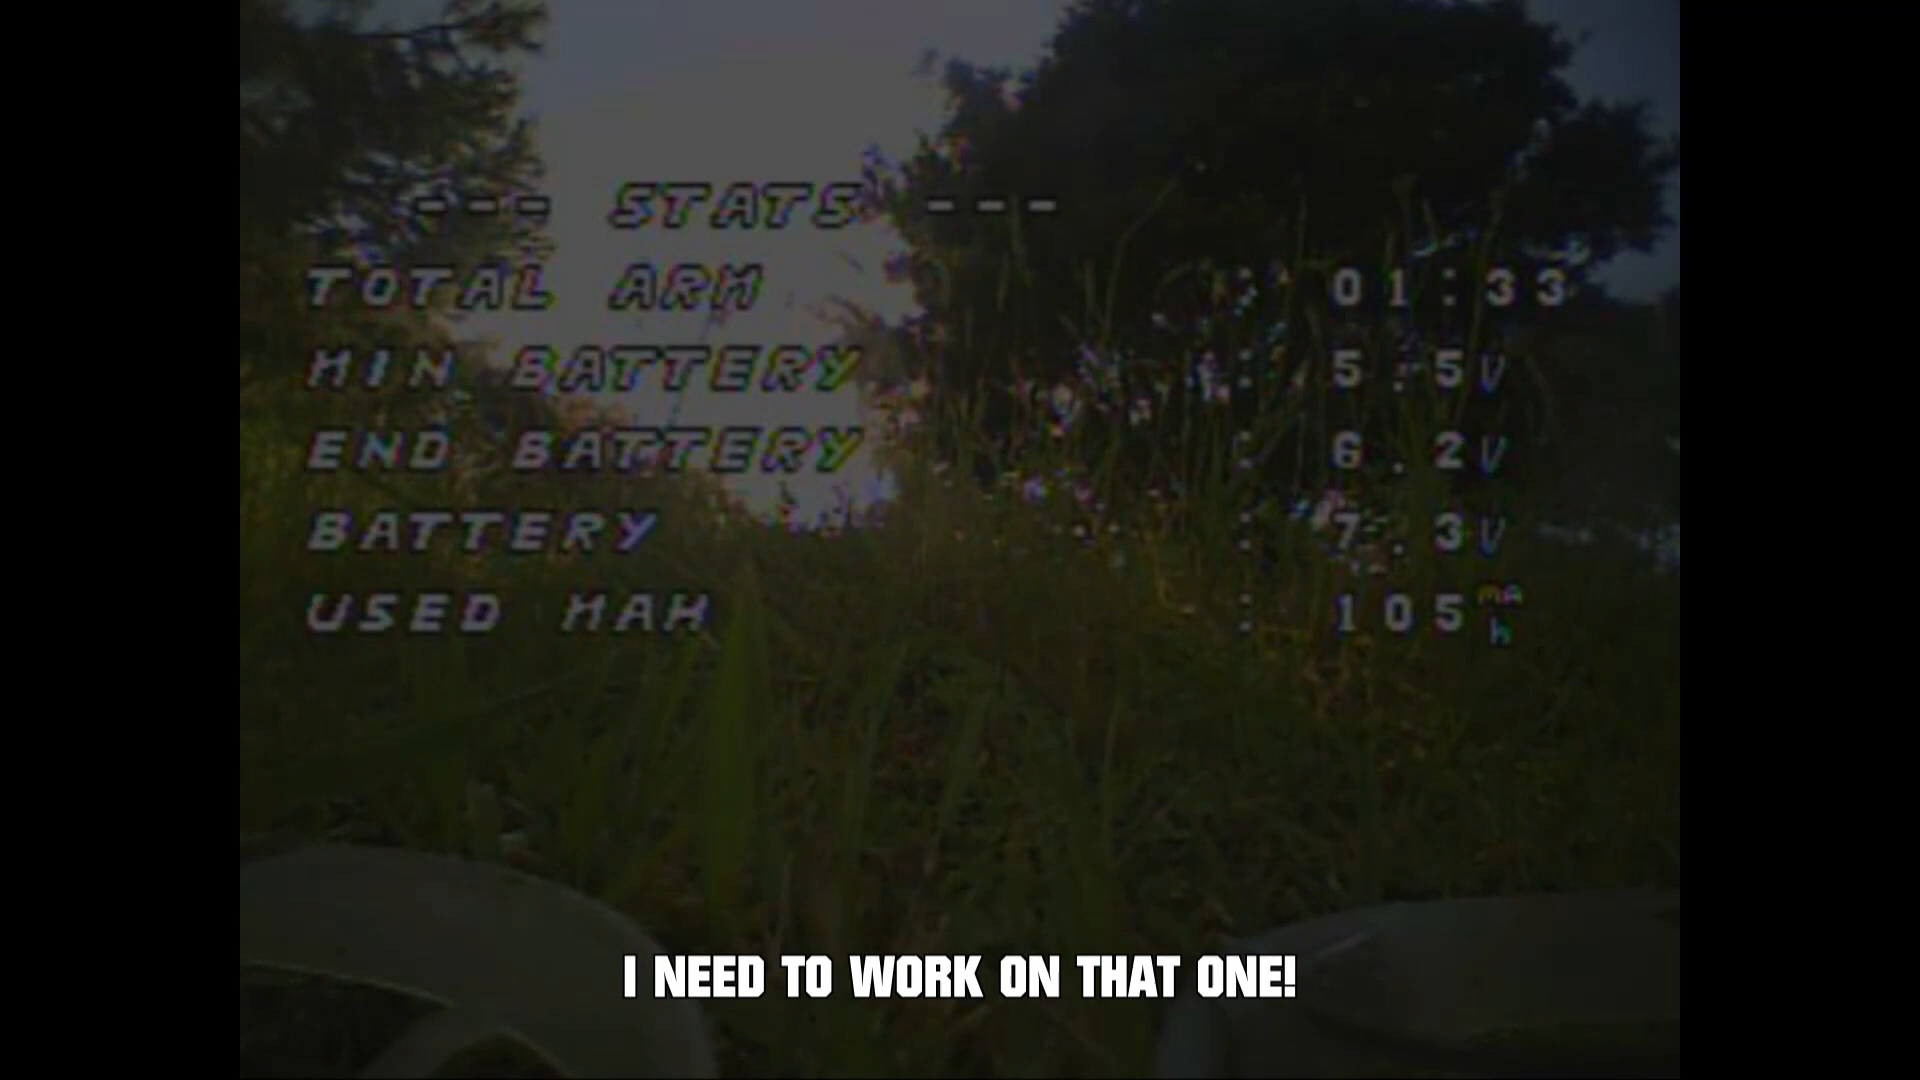 --- STATS ---
TOTAL ARM : 01:33
MIN BATTERY : 5.5V
END BATTERY : 6.2V
BATTERY : 7.3V
USED MAH : 105mAh
I NEED TO WORK ON THAT ONE!